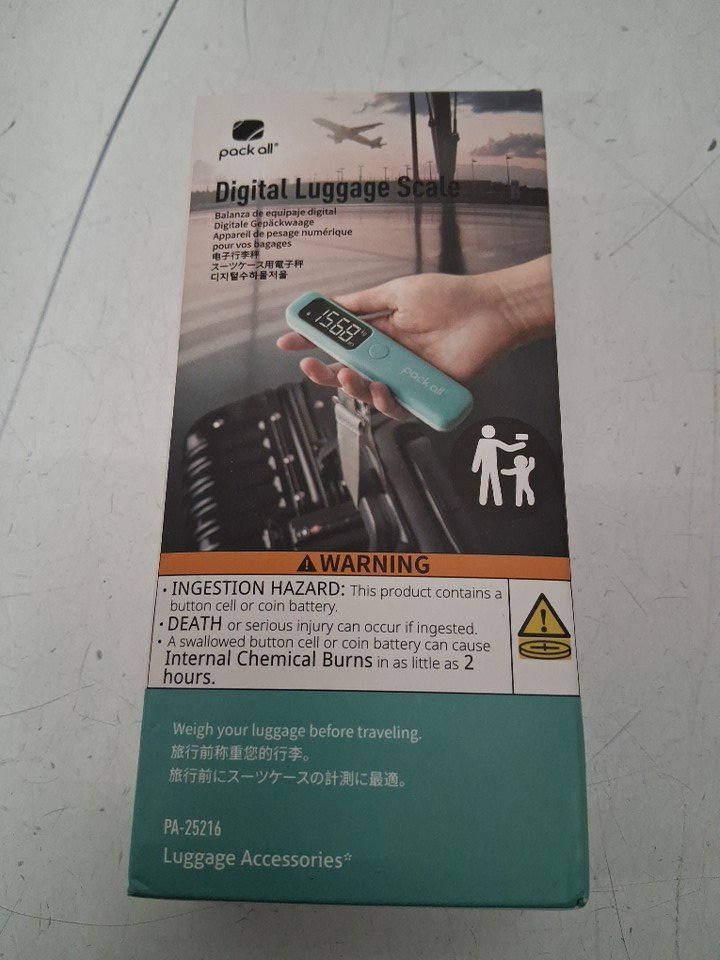 pack all®
Digital Luggage Scale
Balanza de equipaje digital
Digitale Gepäckwaage
Appareil de pesage numérique
pour vos bagages
电子行李秤
スーツケース用電子秤
디지털수하물저울
1568
pack all
WARNING
• INGESTION HAZARD: This product contains a
button cell or coin battery.
• DEATH or serious injury can occur if ingested.
• A swallowed button cell or coin battery can cause
Internal Chemical Burns in as little as 2
hours.
Weigh your luggage before traveling.
旅行前称重您的行李。
旅行前にスーツケースの計測に最適。
PA-25216
Luggage Accessories☆